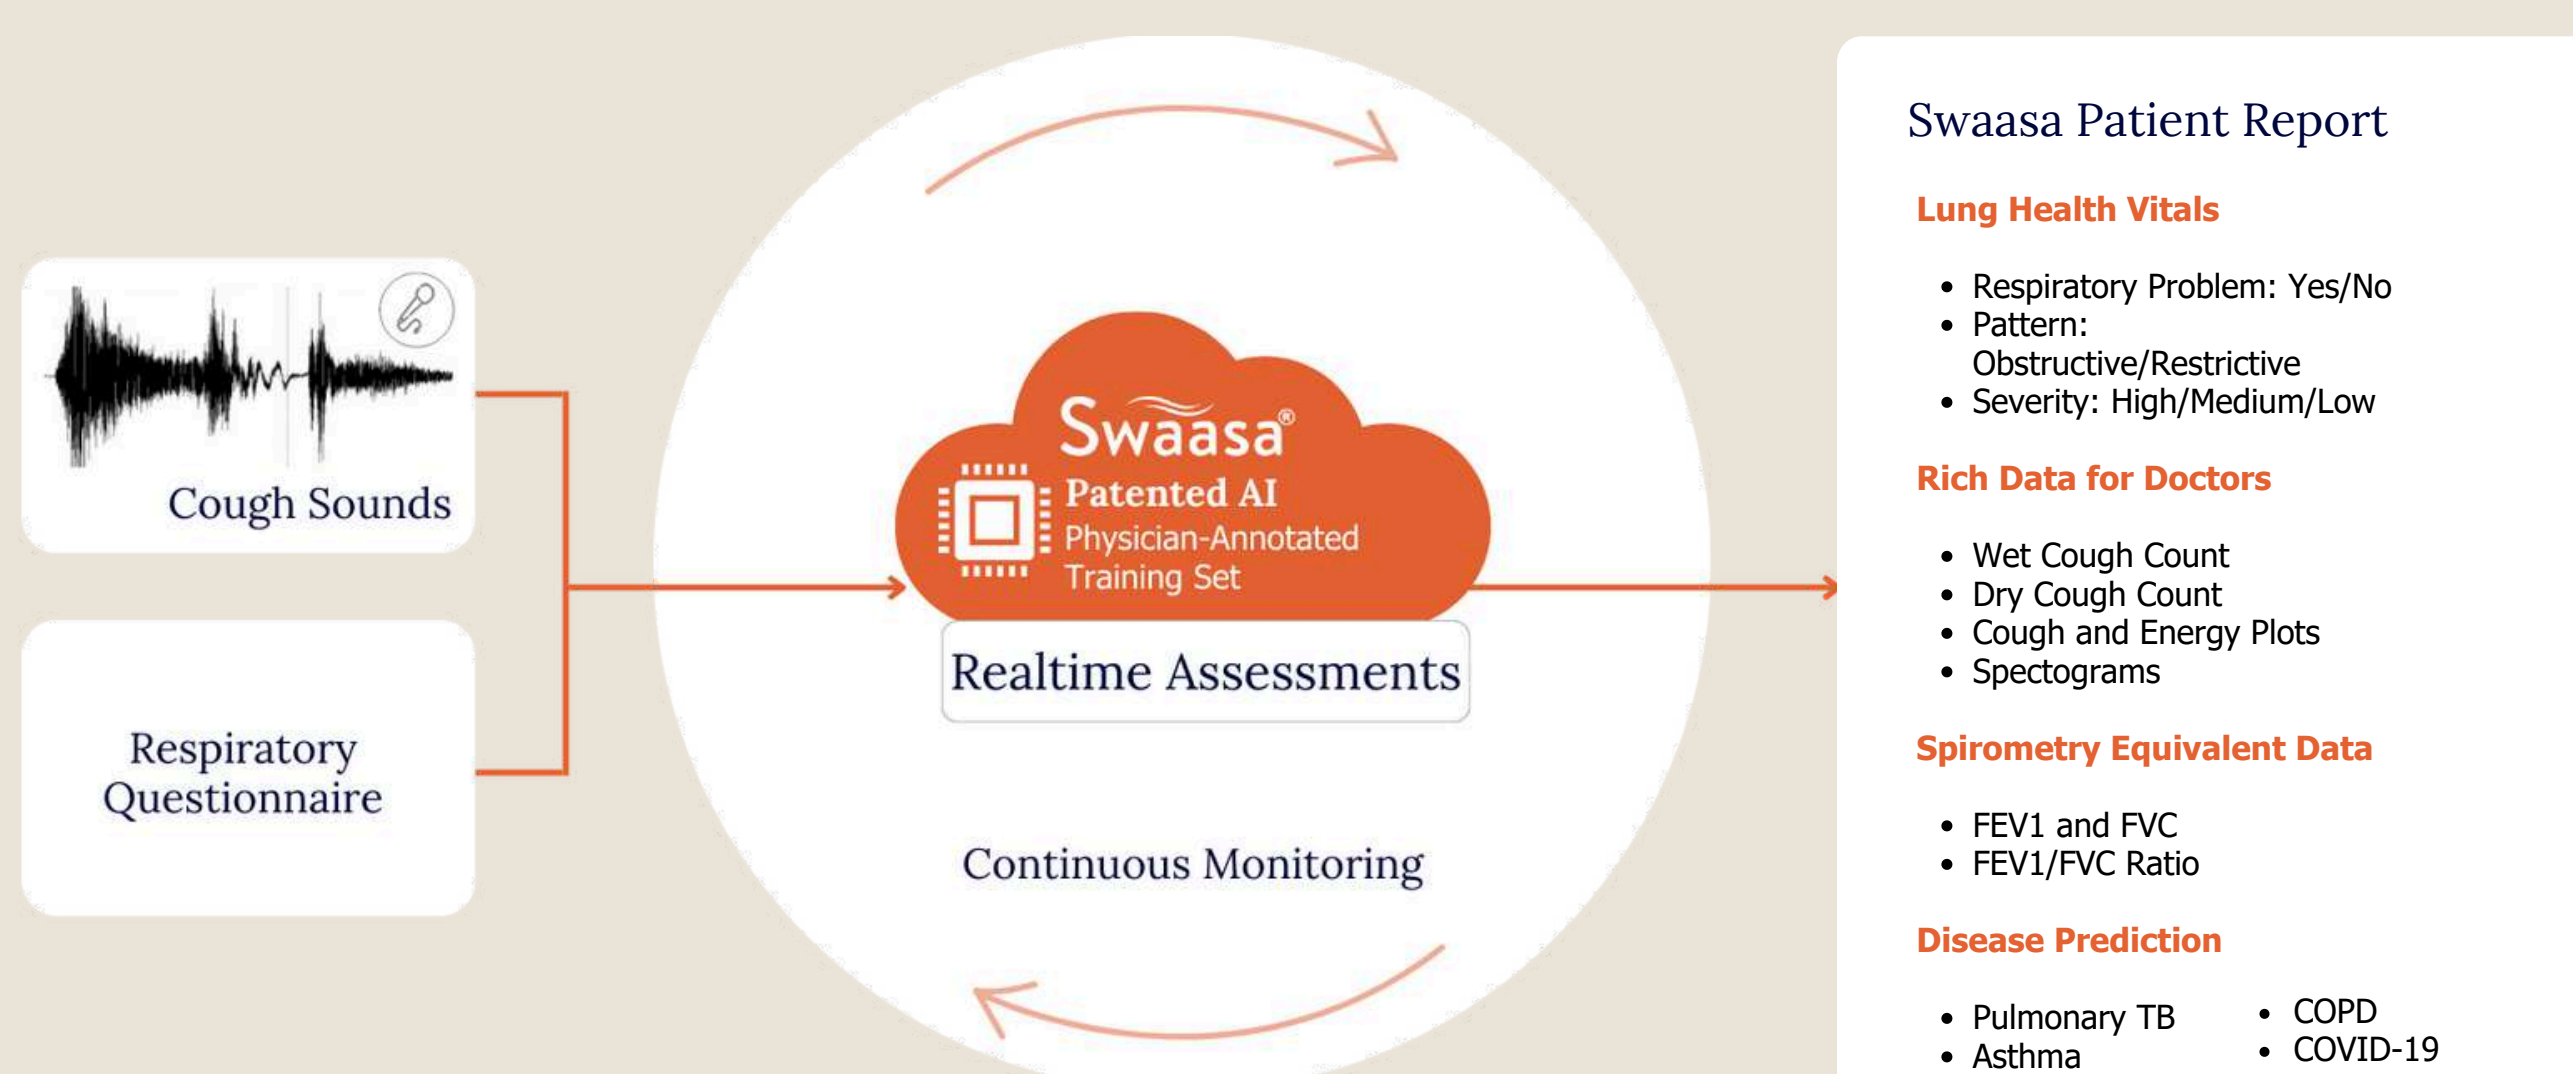 Cough Sounds
Respiratory
Questionnaire
Swaasa®
Patented AI
Physician-Annotated
Training Set
Realtime Assessments
Continuous Monitoring
Swaasa Patient Report
Lung Health Vitals
• Respiratory Problem: Yes/No
• Pattern:
Obstructive/Restrictive
• Severity: High/Medium/Low
Rich Data for Doctors
• Wet Cough Count
• Dry Cough Count
• Cough and Energy Plots
• Spectograms
Spirometry Equivalent Data
• FEV1 and FVC
• FEV1/FVC Ratio
Disease Prediction
• Pulmonary TB
• Asthma
• COPD
• COVID-19